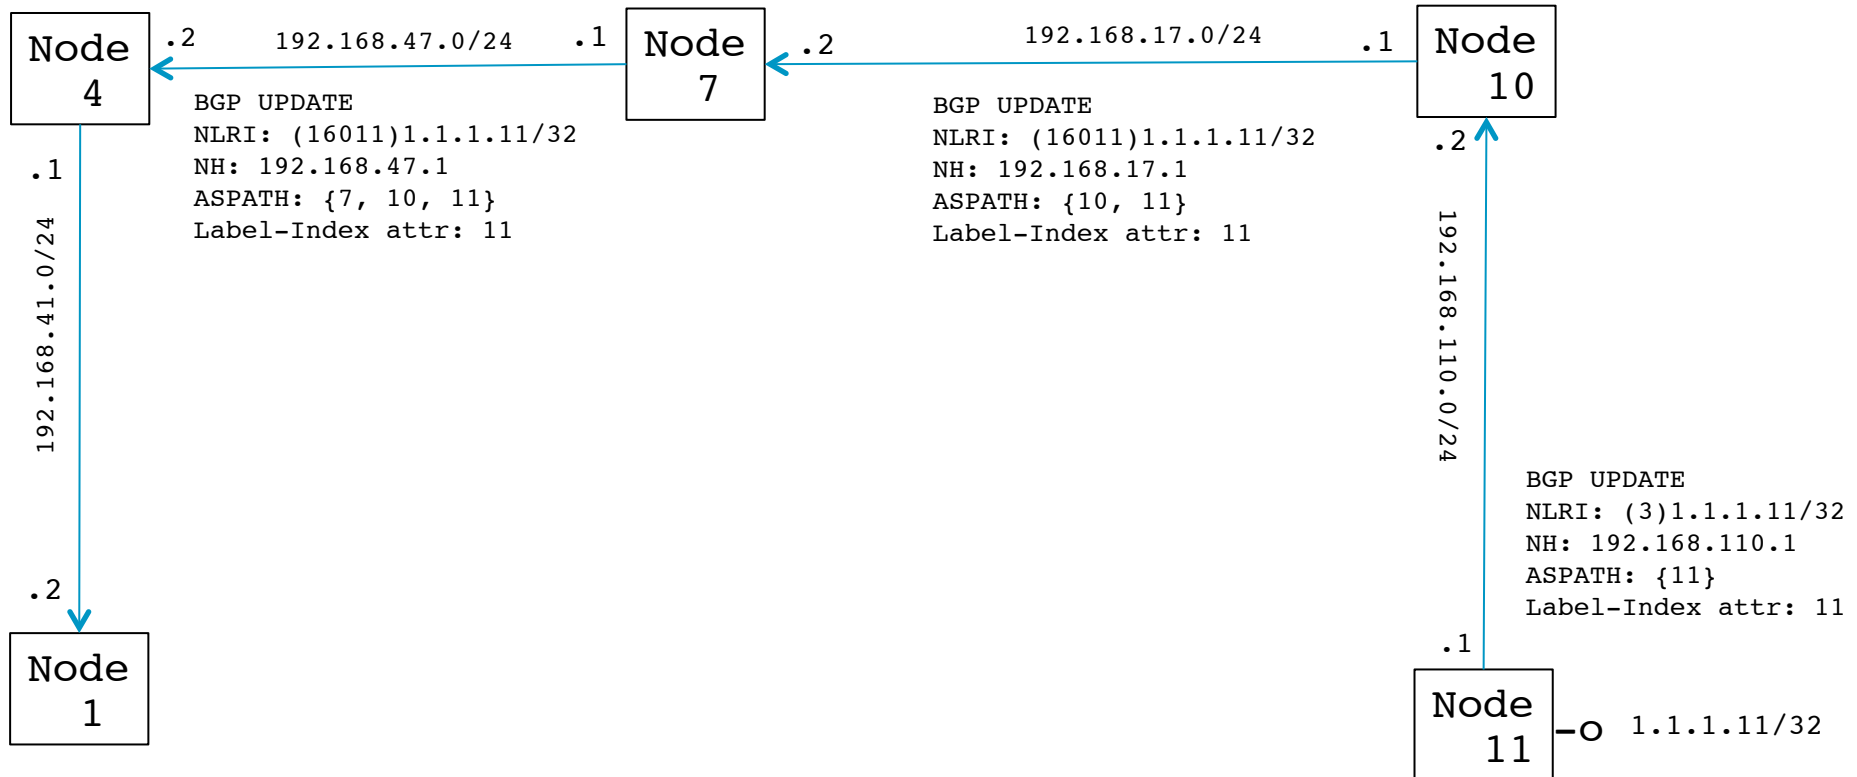 Node
4
.2
192.168.47.0/24
.1
Node
7
.2
192.168.17.0/24
.1
Node
10
BGP UPDATE
NLRI: (16011)1.1.1.11/32
NH: 192.168.47.1
ASPATH: {7, 10, 11}
Label-Index attr: 11
BGP UPDATE
NLRI: (16011)1.1.1.11/32
NH: 192.168.17.1
ASPATH: {10, 11}
Label-Index attr: 11
.1
192.168.41.0/24
.2
Node
1
.2
192.168.110.0/24
BGP UPDATE
NLRI: (3)1.1.1.11/32
NH: 192.168.110.1
ASPATH: {11}
Label-Index attr: 11
.1
Node
11
-o 1.1.1.11/32